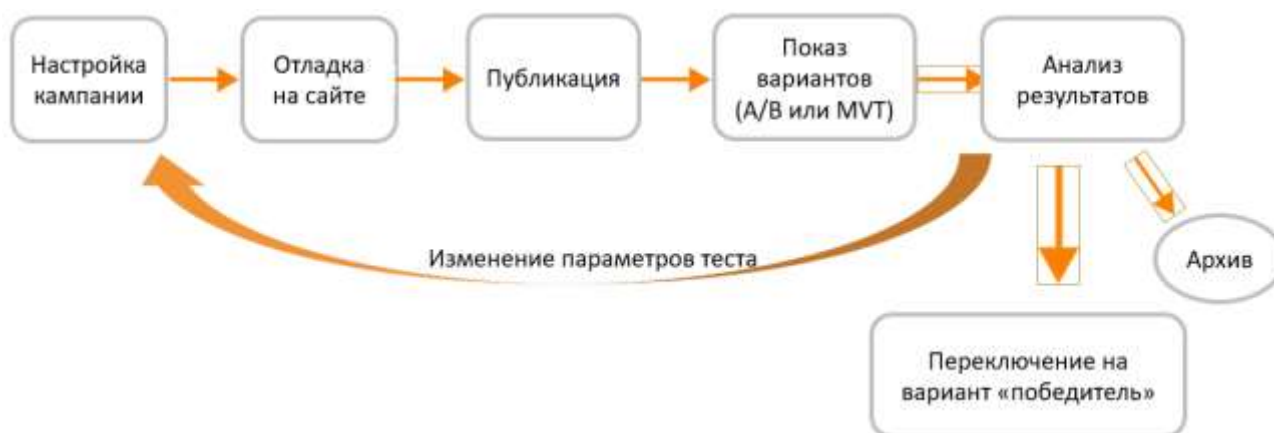 Настройка
кампании
Отладка
на сайте
Публикация
Показ
вариантов
(A/B или MVT)
Анализ
результатов
Изменение параметров теста
Архив
Переключение на
вариант «победитель»